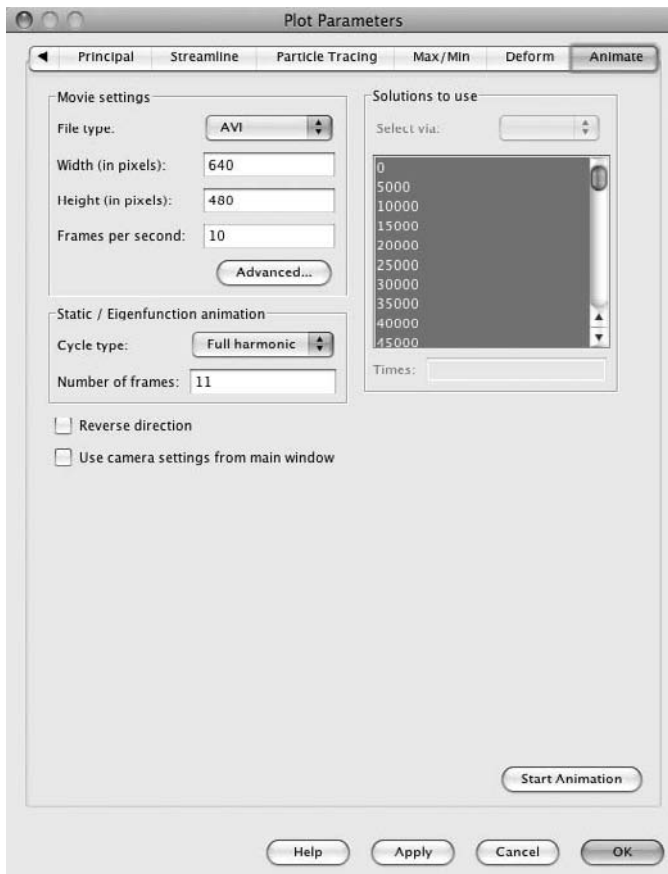 Plot Parameters
Principal Streamline Particle Tracing Max/Min Deform Animate
Movie settings
File type: AVI
Width (in pixels): 640
Height (in pixels): 480
Frames per second: 10
Advanced...
Static / Eigenfunction animation
Cycle type: Full harmonic
Number of frames: 11
Reverse direction
Use camera settings from main window
Solutions to use
Select via:
0
5000
10000
15000
20000
25000
30000
35000
40000
45000
Times:
Start Animation
Help Apply Cancel OK